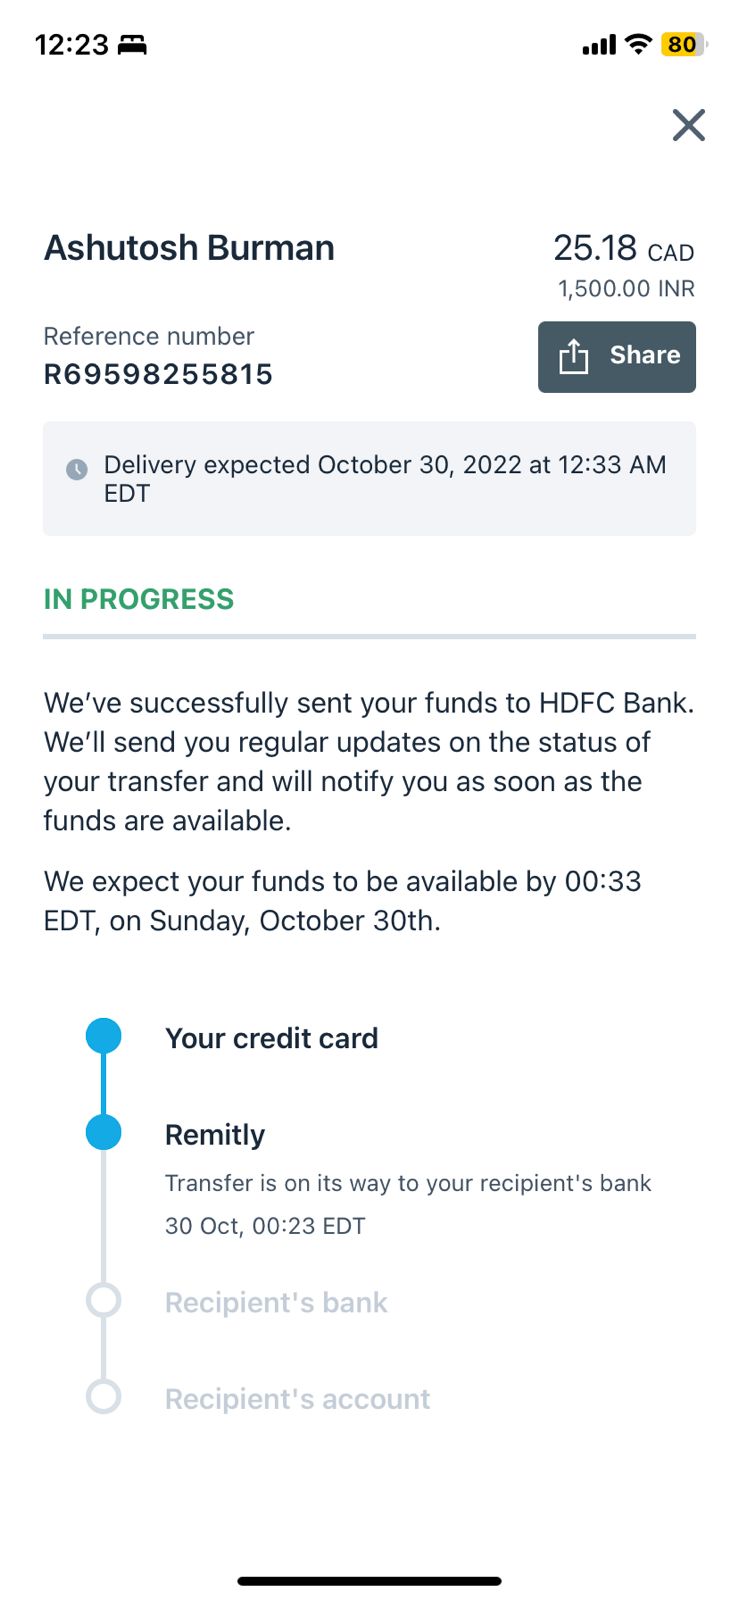 12:23
80
Ashutosh Burman
25.18 CAD
1,500.00 INR
Reference number
R69598255815
Share
Delivery expected October 30, 2022 at 12:33 AM
EDT
IN PROGRESS
We’ve successfully sent your funds to HDFC Bank.
We’ll send you regular updates on the status of
your transfer and will notify you as soon as the
funds are available.
We expect your funds to be available by 00:33
EDT, on Sunday, October 30th.
Your credit card
Remitly
Transfer is on its way to your recipient's bank
30 Oct, 00:23 EDT
Recipient's bank
Recipient's account